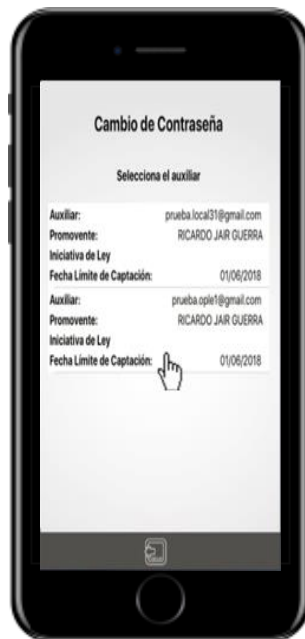 Cambio de Contraseña
Selecciona el auxiliar
Auxiliar: prueba.local31@gmail.com
Promovente: RICARDO JAIR GUERRA
Iniciativa de Ley
Fecha Límite de Captación: 01/06/2018
Auxiliar: prueba.ople1@gmail.com
Promovente: RICARDO JAIR GUERRA
Iniciativa de Ley
Fecha Límite de Captación: 01/06/2018